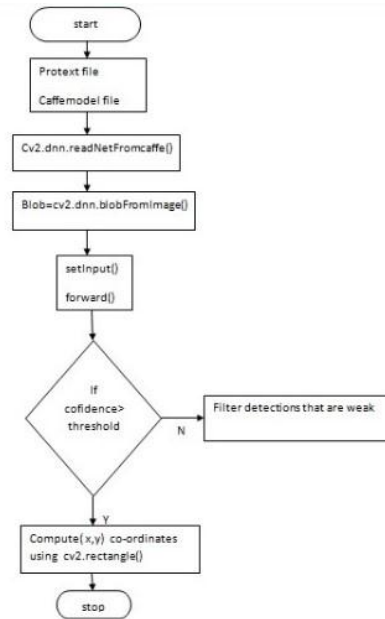 start
Protext file
Caffemodel file
Cv2.dnn.readNetFromcaffe()
Blob=cv2.dnn.blobFromImage()
setInput()
forward()
If
cofidence>
threshold
N
Filter detections that are weak
Y
Compute(x,y) co-ordinates
using cv2.rectangle()
stop